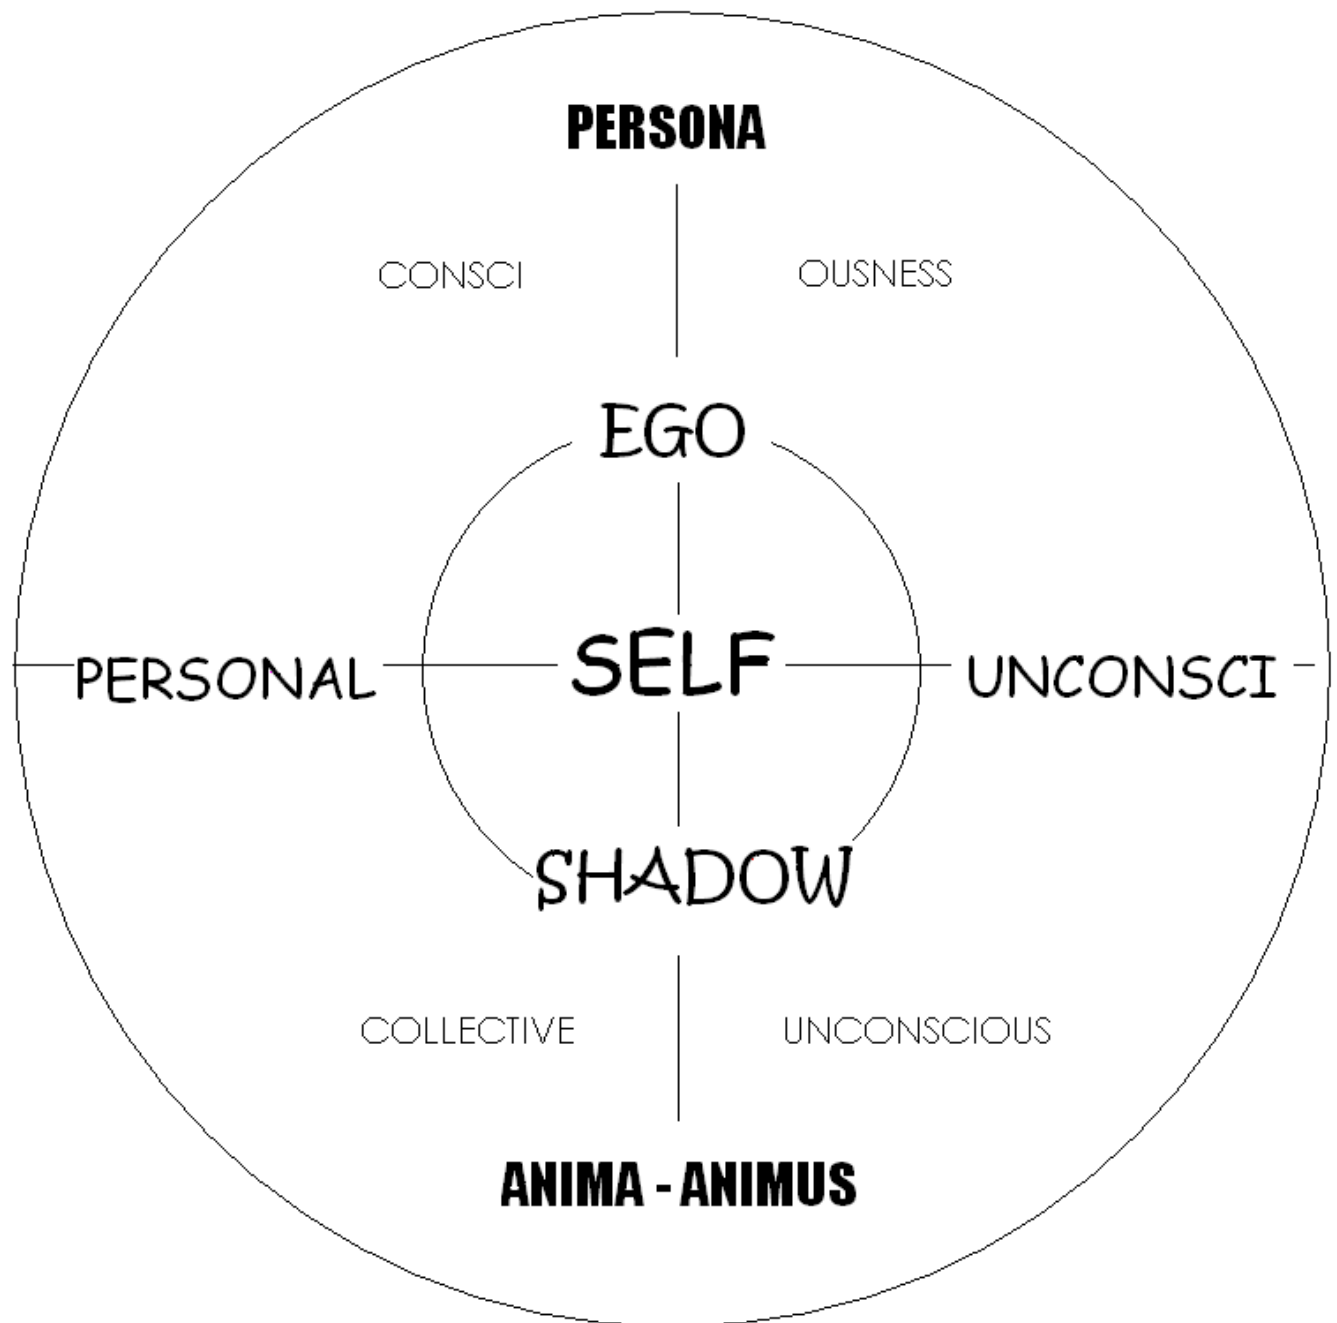 PERSONA
CONSCI OUSNESS
EGO
PERSONAL SELF UNCONSCI
SHADOW
COLLECTIVE UNCONSCIOUS
ANIMA - ANIMUS